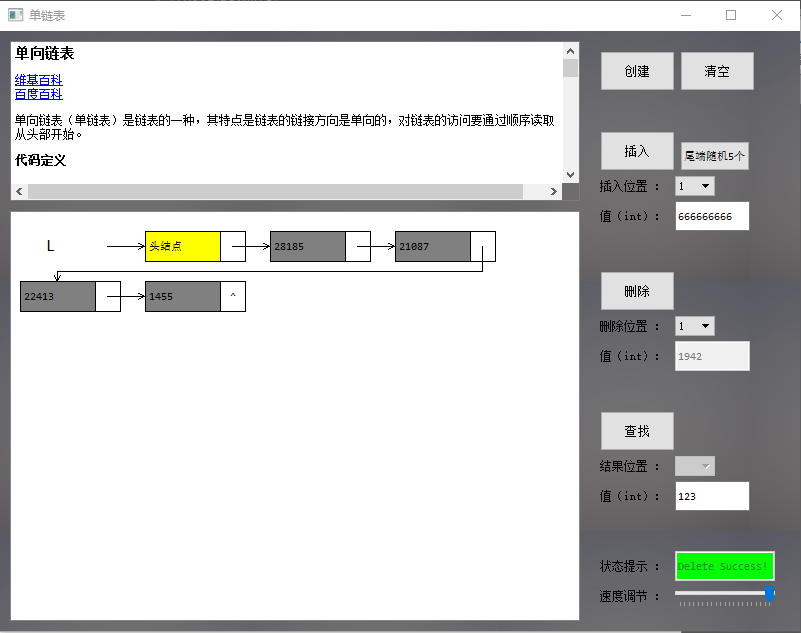 单链表
单向链表
维基百科
百度百科
单向链表（单链表）是链表的一种，其特点是链表的链接方向是单向的，对链表的访问要通过顺序读取
从头部开始。
代码定义
L
头结点
28185
21087
22413
1455
^
创建
清空
插入
尾端随机5个
插入位置 ：
1
值（int）：
666666666
删除
删除位置 ：
1
值（int）：
1942
查找
结果位置 ：
值（int）：
123
状态提示 ：
Delete Success!
速度调节 ：